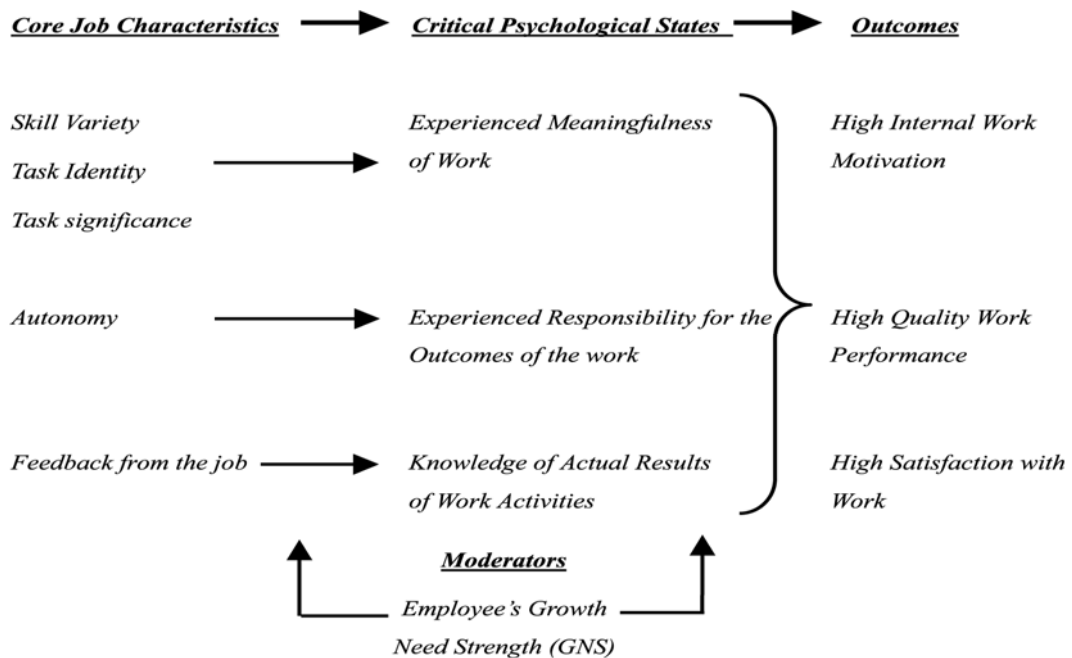 Core Job Characteristics
Critical Psychological States
Outcomes
Skill Variety
Task Identity
Task significance
Experienced Meaningfulness
of Work
High Internal Work
Motivation
Autonomy
Experienced Responsibility for the
Outcomes of the work
High Quality Work
Performance
Feedback from the job
Knowledge of Actual Results
of Work Activities
High Satisfaction with
Work
Moderators
Employee’s Growth
Need Strength (GNS)